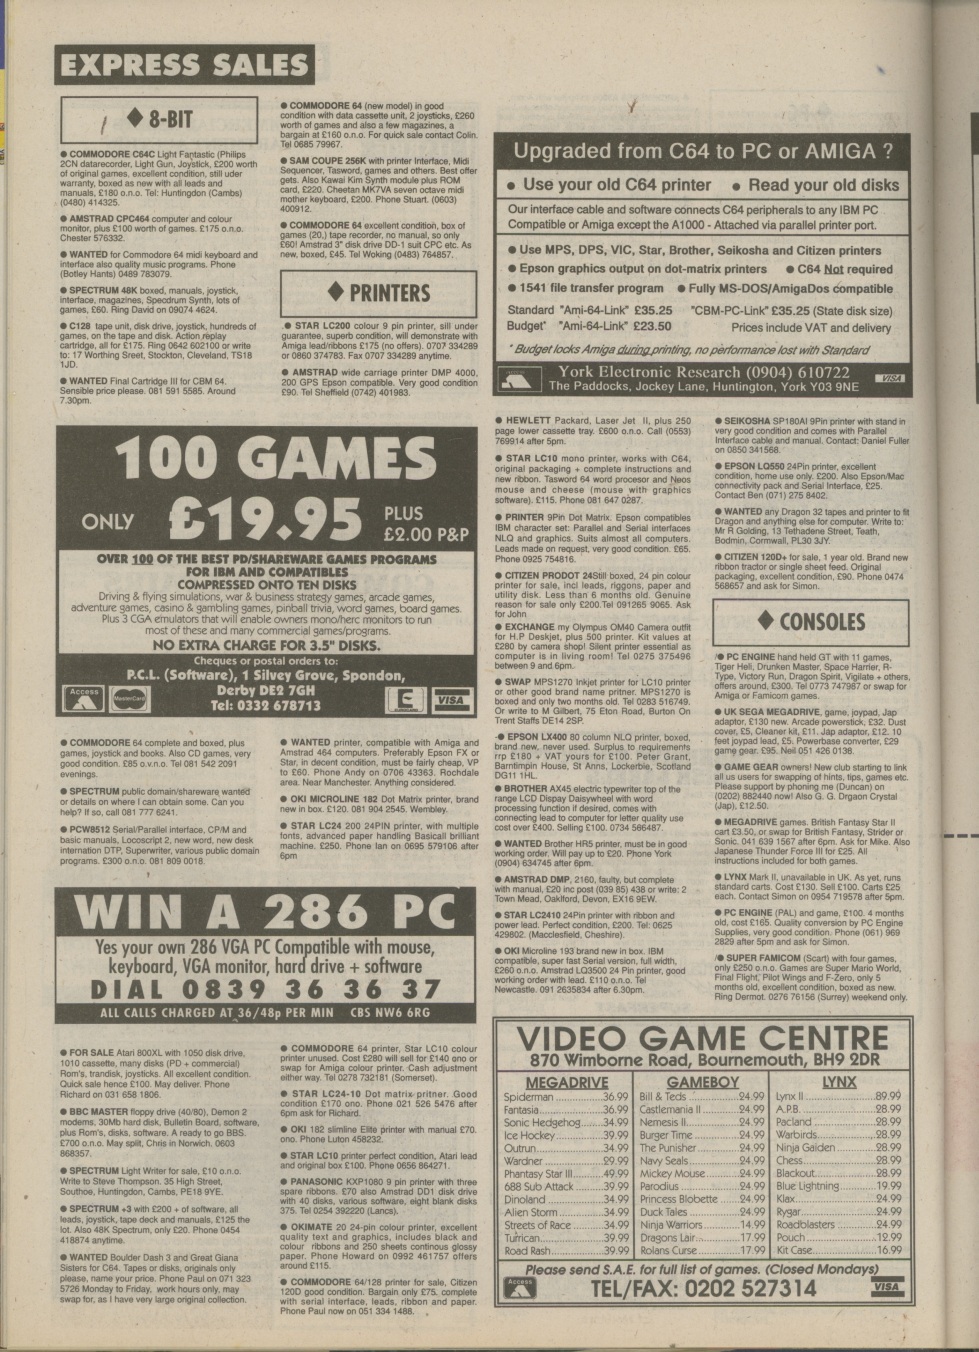 EXPRESS SALES
◆ 8-BIT
● COMMODORE C64C Light Fantastic (Philips
2CN datarecorder, Light Gun, Joystick, £200 worth
of original games, excellent condition, still uder
warranty, boxed as new with all leads and
manuals, £180 o.n.o. Tel: Huntingdon (Cambs)
(0480) 414325.
● AMSTRAD CPC464 computer and colour
monitor, plus £100 worth of games. £175 o.n.o.
Chester 576332.
● WANTED for Commodore 64 midi keyboard and
interface also quality music programs. Phone
(Botley Hants) 0489 783079.
● SPECTRUM 48K boxed, manuals, joystick,
interface, magazines, Specdrum Synth, lots of
games, £60. Ring David on 09074 4624.
● C128 tape unit, disk drive, joystick, hundreds of
games, on the tape and disk. Action replay
cartridge, all for £175. Ring 0642 602100 or write
to: 17 Worthing Sreet, Stockton, Cleveland, TS18
1JD.
● WANTED Final Cartridge III for CBM 64.
Sensible price please. 081 591 5585. Around
7.30pm.
● COMMODORE 64 (new model) in good
condition with data cassette unit, 2 joysticks, £260
worth of games and also a few magazines, a
bargain at £160 o.n.o. For quick sale contact Colin.
Tel 0685 79967.
● SAM COUPE 256K with printer Interface, Midi
Sequencer, Tasword, games and others. Best offer
gets. Also Kawai Kim Synth module plus ROM
card, £220. Cheetan MK7VA seven octave midi
mother keyboard, £200. Phone Stuart. (0603)
400912.
● COMMODORE 64 excellent condition, box of
games (20,) tape recorder, no manual, so only
£60! Amstrad 3" disk drive DD-1 suit CPC etc. As
new, boxed, £45. Tel Woking (0483) 764857.
◆ PRINTERS
● STAR LC200 colour 9 pin printer, sill under
guarantee, superb condition, will demonstrate with
Amiga lead/ribbons £175 (no offers). 0707 334289
or 0860 374783. Fax 0707 334289 anytime.
● AMSTRAD wide carriage printer DMP 4000,
200 GPS Epson compatible. Very good condition
£90. Tel Sheffield (0742) 401983.
Upgraded from C64 to PC or AMIGA ?
● Use your old C64 printer ● Read your old disks
Our interface cable and software connects C64 peripherals to any IBM PC
Compatible or Amiga except the A1000 - Attached via parallel printer port.
● Use MPS, DPS, VIC, Star, Brother, Seikosha and Citizen printers
● Epson graphics output on dot-matrix printers ● C64 Not required
● 1541 file transfer program ● Fully MS-DOS/AmigaDos compatible
Standard "Ami-64-Link" £35.25 "CBM-PC-Link" £35.25 (State disk size)
Budget* "Ami-64-Link" £23.50 Prices include VAT and delivery
* Budget locks Amiga during printing, no performance lost with Standard
York Electronic Research (0904) 610722
The Paddocks, Jockey Lane, Huntington, York Y03 9NE
VISA
100 GAMES
ONLY £19.95 PLUS
£2.00 P&P
OVER 100 OF THE BEST PD/SHAREWARE GAMES PROGRAMS
FOR IBM AND COMPATIBLES
COMPRESSED ONTO TEN DISKS
Driving & flying simulations, war & business strategy games, arcade games,
adventure games, casino & gambling games, pinball trivia, word games, board games.
Plus 3 CGA emulators that will enable owners mono/herc monitors to run
most of these and many commercial games/programs.
NO EXTRA CHARGE FOR 3.5" DISKS.
Cheques or postal orders to:
P.C.L. (Software), 1 Silvey Grove, Spondon,
Derby DE2 7GH
Tel: 0332 678713
Access
MasterCard
E
VISA
● COMMODORE 64 complete and boxed, plus
games, joystick and books. Also CD games, very
good condition. £85 o.v.n.o. Tel 081 542 2091
evenings.
● SPECTRUM public domain/shareware wanted
or details on where I can obtain some. Can you
help? If so, call 081 777 6241.
● PCW8512 Serial/Parallel interface, CP/M and
basic manuals, Locoscript 2, new word, new desk
internation DTP, Superwriter, various public domain
programs. £300 o.n.o. 081 809 0018.
● WANTED printer, compatible with Amiga and
Amstrad 464 computers. Preferably Epson FX or
Star, in decent condition, must be fairly cheap, VP
to £60. Phone Andy on 0706 43363. Rochdale
area. Near Manchester. Anything considered.
● OKI MICROLINE 182 Dot Matrix printer, brand
new in box. £120. 081 904 2545. Wembley.
● STAR LC24 200 24PIN printer, with multiple
fonts, advanced paper handling Basicall brilliant
machine. £250. Phone Ian on 0695 579106 after
6pm
WIN A 286 PC
Yes your own 286 VGA PC Compatible with mouse,
keyboard, VGA monitor, hard drive + software
DIAL 0839 36 36 37
ALL CALLS CHARGED AT 36/48p PER MIN CBS NW6 6RG
● FOR SALE Atari 800XL with 1050 disk drive,
1010 cassette, many disks (PD + commercial)
Rom's, trandisk, joysticks. All excellent condition.
Quick sale hence £100. May deliver. Phone
Richard on 031 658 1806.
● BBC MASTER floppy drive (40/80), Demon 2
modems, 30Mb hard disk, Bulletin Board, software,
plus Rom's, disks, software. A ready to go BBS.
£700 o.n.o. May split, Chris in Norwich. 0603
868357.
● SPECTRUM Light Writer for sale, £10 o.n.o.
Write to Steve Thompson. 35 High Street,
Southoe, Huntingdon, Cambs, PE18 9YE.
● SPECTRUM +3 with £200 + of software, all
leads, joystick, tape deck and manuals, £125 the
lot. Also 48K Spectrum, only £20. Phone 0454
418874 anytime.
● WANTED Boulder Dash 3 and Great Giana
Sisters for C64. Tapes or disks, originals only
please, name your price. Phone Paul on 071 323
5726 Monday to Friday, work hours only, may
swap for, as I have very large original collection.
● COMMODORE 64 printer, Star LC10 colour
printer unused. Cost £280 will sell for £140 ono or
swap for Amiga colour printer. Cash adjustment
either way. Tel 0278 732181 (Somerset).
● STAR LC24-10 Dot matrix pritner. Good
condition £170 ono. Phone 021 526 5476 after
6pm ask for Richard.
● OKI 182 slimline printer with manual £70.
ono. Phone Luton 458232.
● STAR LC10 printer perfect condition, Atari lead
and original box £100. Phone 0656 864271.
● PANASONIC KXP1080 9 pin printer with three
spare ribbons. £70 also Amstrad DD1 disk drive
with 40 disks, various software, eight blank disks
375. Tel 0254 392220 (Lancs).
● OKIMATE 20 24-pin colour printer, excellent
quality text and graphics, includes black and
colour ribbons and 250 sheets continous glossy
paper. Phone Howard on 0992 461757 offers
around £115.
● COMMODORE 64/128 printer for sale, Citizen
120D good condition. Bargain only £75. complete
with serial interface, leads, ribbon and paper.
Phone Paul now on 051 334 1488.
● HEWLETT Packard, Laser Jet II, plus 250
page lower cassette tray. £600 o.n.o. Call (0553)
769914 after 5pm.
● STAR LC10 mono printer, works with C64,
original packaging + complete instructions and
new ribbon. Tasword 64 word procesor and Neos
mouse and cheese (mouse with graphics
software). £115. Phone 081 647 0287.
● PRINTER 9Pin Dot Matrix. Epson compatibles
IBM character set: Parallel and Serial interfaces
NLQ and graphics. Suits almost all computers.
Leads made on request, very good condition. £65.
Phone 0925 754816.
● CITIZEN PRODOT 24Still boxed, 24 pin colour
printer for sale, incl leads, riggons, paper and
utility disk. Less than 6 months old. Genuine
reason for sale only £200.Tel 091265 9065. Ask
for John
● EXCHANGE my Olympus OM40 Camera outfit
for H.P Deskjet, plus 500 printer. Kit values at
£280 by camera shop! Silent printer essential as
computer is in living room! Tel 0275 375496
between 9 and 6pm.
● SWAP MPS1270 Inkjet printer for LC10 printer
or other good brand name pritner. MPS1270 is
boxed and only two months old. Tel 0283 516749.
Or write to M Gilbert, 75 Eton Road, Burton On
Trent Staffs DE14 2SP.
● EPSON LX400 80 column NLQ printer, boxed,
brand new, never used. Surplus to requirements
rrp £180 + VAT yours for £100. Peter Grant,
Barntimpin House, St Anns, Lockerbie, Scotland
DG11 1HL.
● BROTHER AX45 electric typewriter top of the
range LCD Dispay Daisywheel with word
processing function if desired, comes with
connecting lead to computer for letter quality use
cost over £400. Selling £100. 0734 586487.
● WANTED Brother HR5 printer, must be in good
working order. Will pay up to £20. Phone York
(0904) 634745 after 6pm.
● AMSTRAD DMP, 2160, faulty, but complete
with manual, £20 inc post (039 85) 438 or write: 2
Town Mead, Oaklford, Devon, EX16 9EW.
● STAR LC2410 24Pin printer with ribbon and
power lead. Perfect condition, £200. Tel: 0625
429802. (Macclesfield, Cheshire).
● OKI Microline 193 brand new in box. IBM
compatible, super fast Serial version, full width,
£260 o.n.o. Amstrad LQ3500 24 Pin printer, good
working order with lead. £110 o.n.o. Tel
Newcastle. 091 2635834 after 6.30pm.
● SEIKOSHA SP180AI 9Pin printer with stand in
very good condition and comes with Parallel
Interface cable and manual. Contact: Daniel Fuller
on 0850 341568.
● EPSON LQ550 24Pin printer, excellent
condition, home use only. £200. Also Epson/Mac
connectivity pack and Serial Interface, £25.
Contact Ben (071) 275 8402.
● WANTED any Dragon 32 tapes and printer to fit
Dragon and anything else for computer. Write to:
Mr R Golding, 13 Tethadene Street, Teath,
Bodmin, Cormwall, PL30 3JY.
● CITIZEN 120D+ for sale, 1 year old. Brand new
ribbon tractor or single sheet feed. Original
packaging, excellent condition, £90. Phone 0474
568657 and ask for Simon.
◆ CONSOLES
● PC ENGINE hand held GT with 11 games,
Tiger Heli, Drunken Master, Space Harrier, R-
Type, Victory Run, Dragon Spirit, Vigilate + others,
offers around, £300. Tel 0773 747987 or swap for
Amiga or Famicom games.
● UK SEGA MEGADRIVE, game, joypad, Jap
adaptor, £130 new. Arcade powerstick, £32. Dust
cover, £5, Cleaner kit, £11. Jap adaptor, £12. 10
feet joypad lead, £5. Powerbase converter, £29
game gear. £95. Neil 051 426 0138.
● GAME GEAR owners! New club starting to link
all us users for swapping of hints, tips, games etc.
Please support by phoning me (Duncan) on
(0202) 882440 now! Also G. G. Drgaon Crystal
(Jap), £12.50.
● MEGADRIVE games. British Fantasy Star II
cart £3.50, or swap for British Fantasy, Strider or
Sonic. 041 639 1567 after 6pm. Ask for Mike. Also
Japanese Thunder Force III for £25. All
instructions included for both games.
● LYNX Mark II, unavailable in UK. As yet, runs
standard carts. Cost £130. Sell £100. Carts £25
each. Contact Simon on 0954 719578 after 5pm.
● PC ENGINE (PAL) and game, £100. 4 months
old, cost £165. Quality conversion by PC Engine
Supplies, very good condition. Phone (061) 969
2829 after 5pm and ask for Simon.
● SUPER FAMICOM (Scart) with four games,
only £250 o.n.o. Games are Super Mario World,
Final Flight, Pilot Wings and F-Zero, only 5
months old, excellent condition, boxed as new.
Ring Dermot. 0276 76156 (Surrey) weekend only.
VIDEO GAME CENTRE
870 Wimborne Road, Bournemouth, BH9 2DR
MEGADRIVE
Spiderman 36.99
Fantasia 36.99
Sonic Hedgehog 34.99
Ice Hockey 39.99
Outrun 34.99
Wardner 29.99
Phantasy Star III 49.99
688 Sub Attack 39.99
Dinoland 34.99
Alien Storm 34.99
Streets of Race 34.99
Turrican 39.99
Road Rash 39.99
GAMEBOY
Bill & Teds 24.99
Castlemania II 24.99
Nemesis II 24.99
Burger Time 24.99
The Punisher 24.99
Navy Seals 24.99
Mickey Mouse 24.99
Parodius 24.99
Princess Blobette 24.99
Duck Tales 24.99
Ninja Warriors 14.99
Dragons Lair 17.99
Rolans Curse 17.99
LYNX
Lynx II 89.99
A.P.B. 28.99
Pacland 28.99
Warbirds 28.99
Ninja Gaiden 28.99
Chess 28.99
Blackout 28.99
Blue Lightning 19.99
Klax 24.99
Rygar 24.99
Roadblasters 24.99
Pouch 12.99
Kit Case 16.99
Please send S.A.E. for full list of games. (Closed Mondays)
Access
TEL/FAX: 0202 527314
VISA